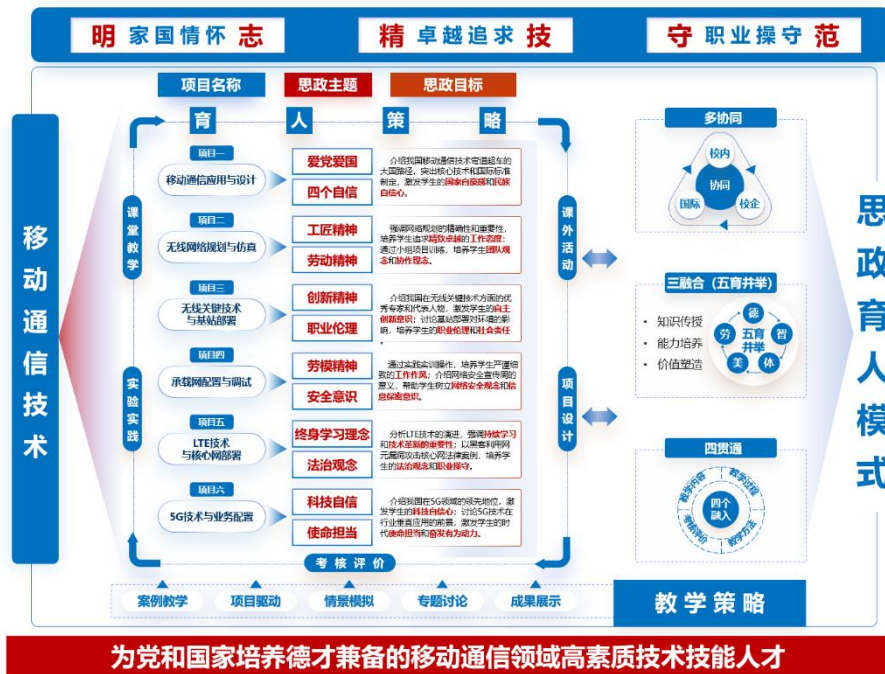 明 家国情怀 志
精 卓越追求 技
守 职业操守 范
移动通信技术
项目名称
思政主题
思政目标
育人策略
课堂教学
实验实践
课外活动
项目设计
考核评价
项目一
移动通信应用与设计
爱党爱国
四个自信
介绍我国移动通信技术弯道超车的
大国路径，突出核心技术和国际标准
制定，激发学生的国家自豪感和民族
自信心。
项目二
无线网络规划与仿真
工匠精神
劳动精神
强调网络规划的精确性和重要性，
培养学生追求精致卓越的工作态度；
通过小组项目训练，培养学生团队观
念和协作理念。
项目三
无线关键技术
与基站部署
创新精神
职业伦理
介绍我国在无线关键技术方面的优
秀专家和代表人物，激发学生的自主
创新意识；讨论基站部署对环境的影
响，培养学生的职业伦理和社会责任
。
项目四
承载网配置与调试
劳模精神
安全意识
通过实践实训操作，培养学生严谨细
致的工作作风；介绍网络安全宣传周的
意义，帮助学生树立网络安全观念和信
息保密意识。
项目五
LTE技术
与核心网部署
终身学习理念
法治观念
分析LTE技术的演进，强调持续学习
和技术革新的重要性；以黑客利用网
元漏洞攻击核心网法律案例，培养学
生的法治观念和职业操守。
项目六
5G技术与业务配置
科技自信
使命担当
介绍我国在5G领域的领先地位，激
发学生的科技自信心；讨论5G技术在
行业垂直应用的前景，激发学生的时
代使命担当和奋发有为动力。
案例教学
项目驱动
情景模拟
专题讨论
成果展示
教学策略
多协同
校内
协同
国际
校企
三融合（五育并举）
• 知识传授
• 能力培养
• 价值塑造
德
智
体
美
劳
五育
并举
四贯通
教学内容
教学过程
四个
融入
考核评价
教学方法
思政育人模式
为党和国家培养德才兼备的移动通信领域高素质技术技能人才